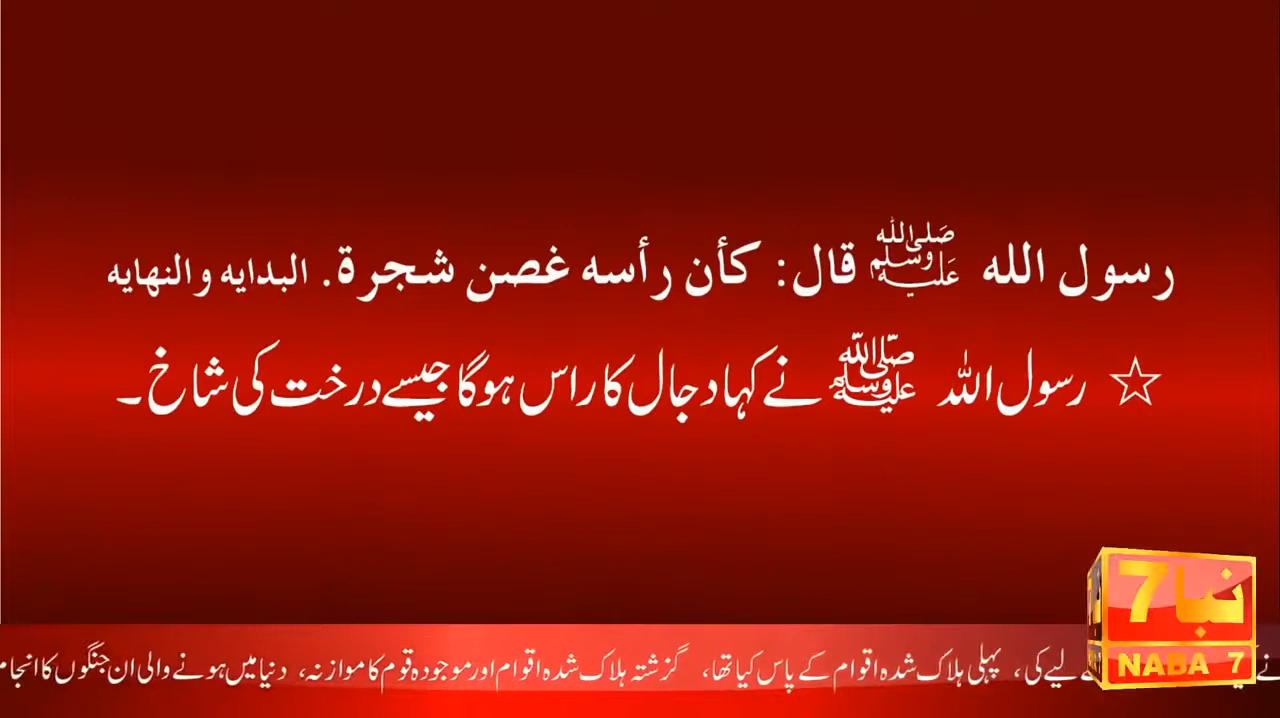 رسول الله ﷺ قال: كأن رأسه غصن شجرة. البدايه والنهايه
☆ رسول اللہ ﷺ نے کہا دجال کا راس ہوگا جیسے درخت کی شاخ۔
نبا 7
NABA 7
لیے کی، پہلی ہلاک شدہ اقوام کے پاس کیا تھا، گزشتہ ہلاک شدہ اقوام اور موجودہ قوم کا موازنہ، دنیا میں ہونے والی ان جنگوں کا انجام